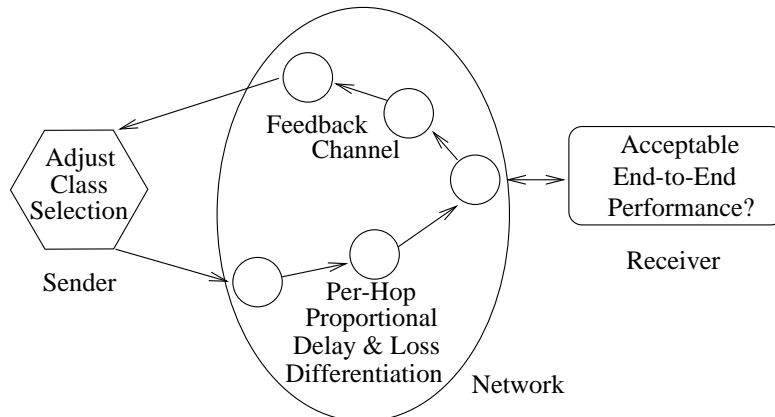 Feedback
Channel
Adjust
Class
Selection
Sender
Acceptable
End-to-End
Performance?
Receiver
Per-Hop
Proportional
Delay & Loss
Differentiation
Network